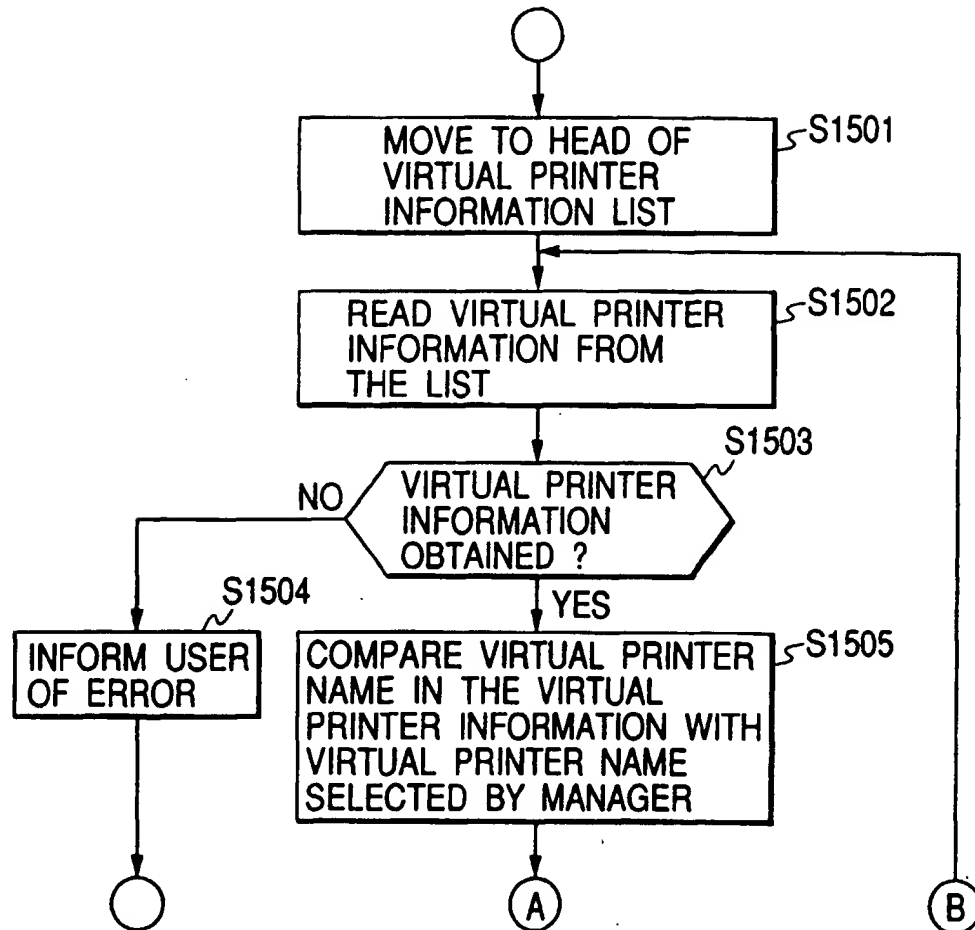 S1501
MOVE TO HEAD OF
VIRTUAL PRINTER
INFORMATION LIST
S1502
READ VIRTUAL PRINTER
INFORMATION FROM
THE LIST
S1503
NO
VIRTUAL PRINTER
INFORMATION
OBTAINED ?
YES
S1504
INFORM USER
OF ERROR
S1505
COMPARE VIRTUAL PRINTER
NAME IN THE VIRTUAL
PRINTER INFORMATION WITH
VIRTUAL PRINTER NAME
SELECTED BY MANAGER
A
B